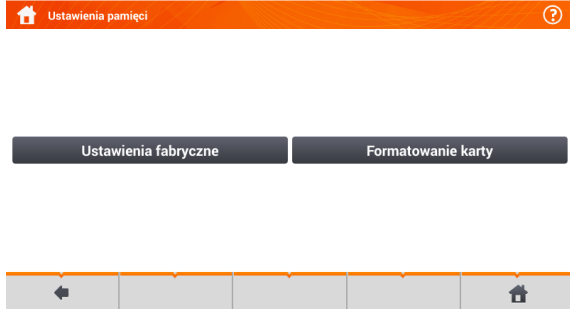 Ustawienia pamięci
?
Ustawienia fabryczne
Formatowanie karty